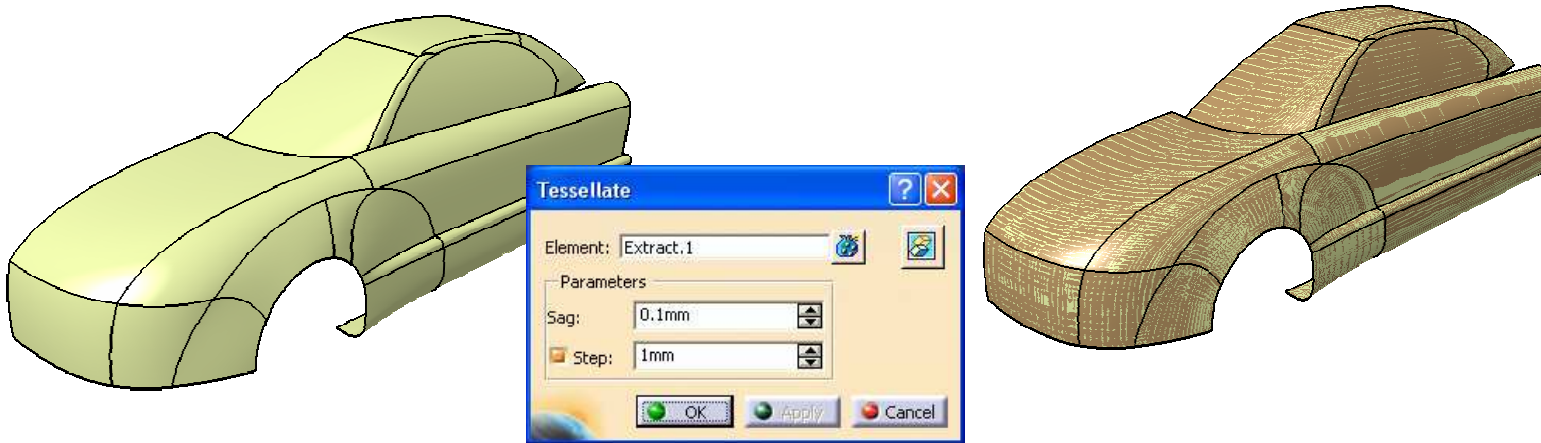 Tessellate
Element: Extract.1
Parameters
Sag: 0.1mm
Step: 1mm
OK Apply Cancel